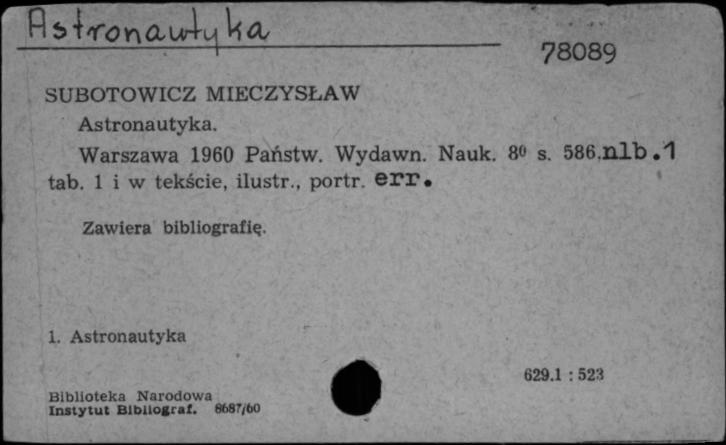 Astronautyka
78089
SUBOTOWICZ MIECZYSŁAW
Astronautyka.
Warszawa 1960 Państw. Wydawn. Nauk. 8⁰ s. 586,nlb.1
tab. 1 i w tekście, ilustr., portr. err.
Zawiera bibliografię.
1. Astronautyka
629.1 : 523
Biblioteka Narodowa
Instytut Bibliograf. 8687/60